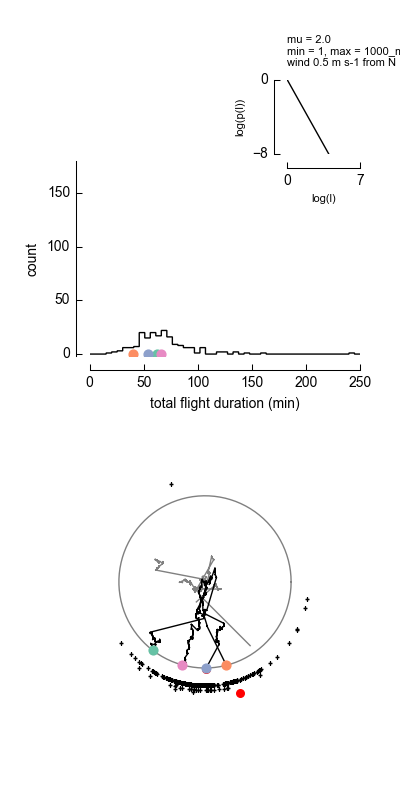 mu = 2.0
min = 1, max = 1000_m
wind 0.5 m s-1 from N
0
log(p(l))
−8
0 7
log(l)
150
100
50
0
count
0 50 100 150 200 250
total flight duration (min)